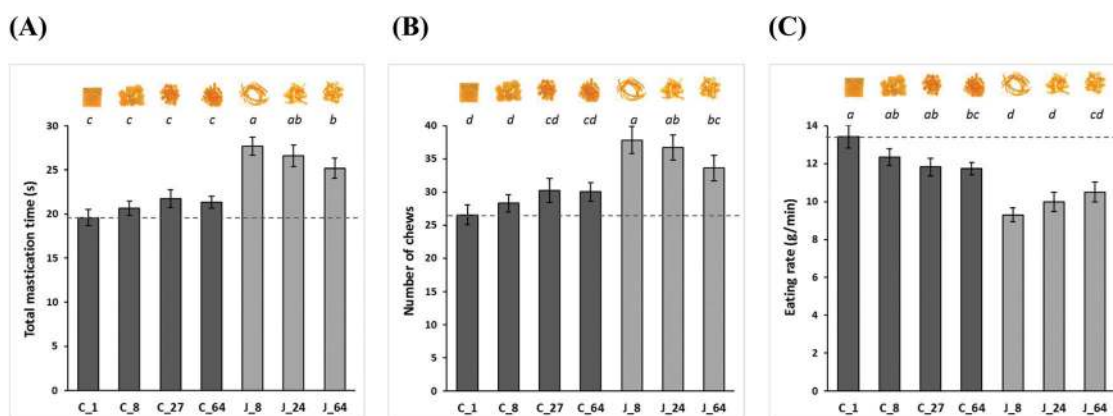 (A)
c c c c a ab b
30
25
20
15
10
5
0
Total mastication time (s)
C_1 C_8 C_27 C_64 J_8 J_24 J_64
(B)
d d cd cd a ab bc
40
35
30
25
20
15
10
5
0
Number of chews
C_1 C_8 C_27 C_64 J_8 J_24 J_64
(C)
a ab ab bc d d cd
14
12
10
8
6
4
2
0
Eating rate (g/min)
C_1 C_8 C_27 C_64 J_8 J_24 J_64